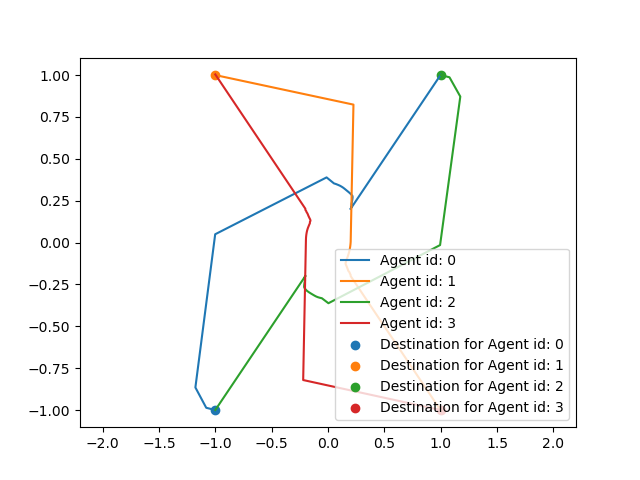 1.00
0.75
0.50
0.25
0.00
−0.25
−0.50
−0.75
−1.00
−2.0 −1.5 −1.0 −0.5 0.0 0.5 1.0 1.5 2.0
Agent id: 0
Agent id: 1
Agent id: 2
Agent id: 3
Destination for Agent id: 0
Destination for Agent id: 1
Destination for Agent id: 2
Destination for Agent id: 3